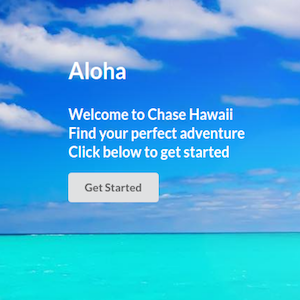 Aloha
Welcome to Chase Hawaii
Find your perfect adventure
Click below to get started
Get Started